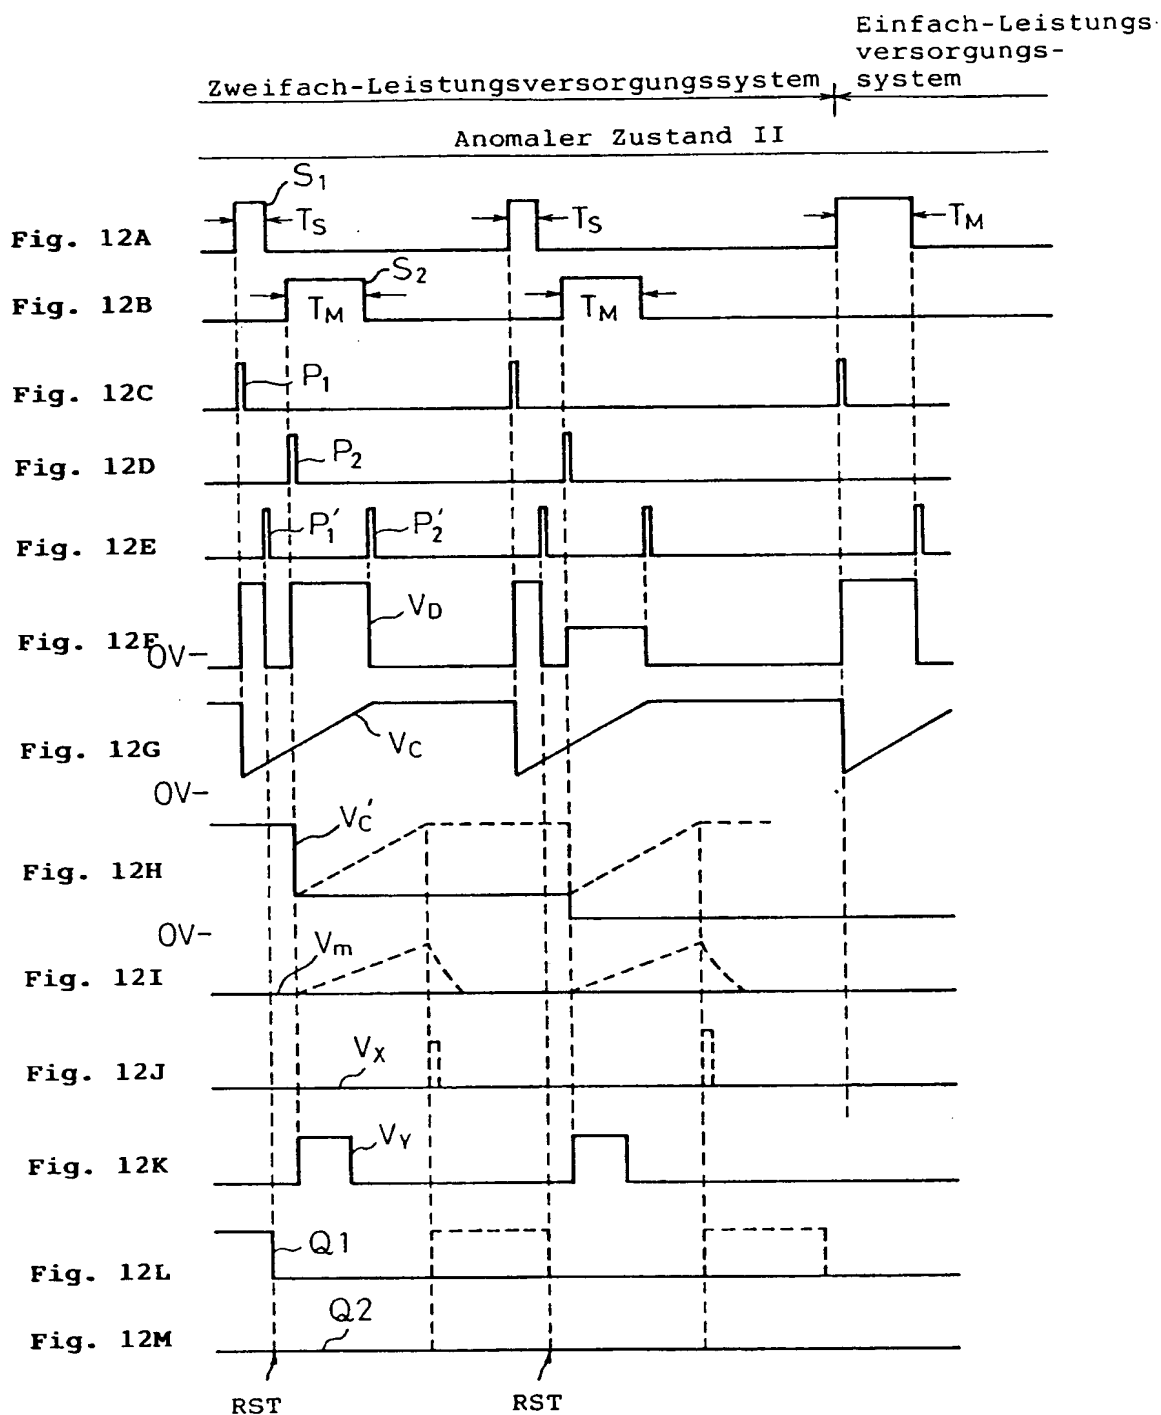 Einfach-Leistungs-
versorgungs-
system
Zweifach-Leistungsversorgungssystem
Anomaler Zustand II
S1
Fig. 12A
TS
TS
TM
S2
Fig. 12B
TM
TM
Fig. 12C
P1
Fig. 12D
P2
Fig. 12E
P1'
P2'
VD
Fig. 12F
0V
Fig. 12G
VC
0V
VC'
Fig. 12H
0V
Vm
Fig. 12I
Fig. 12J
VX
Fig. 12K
VY
Fig. 12L
Q1
Fig. 12M
Q2
RST
RST